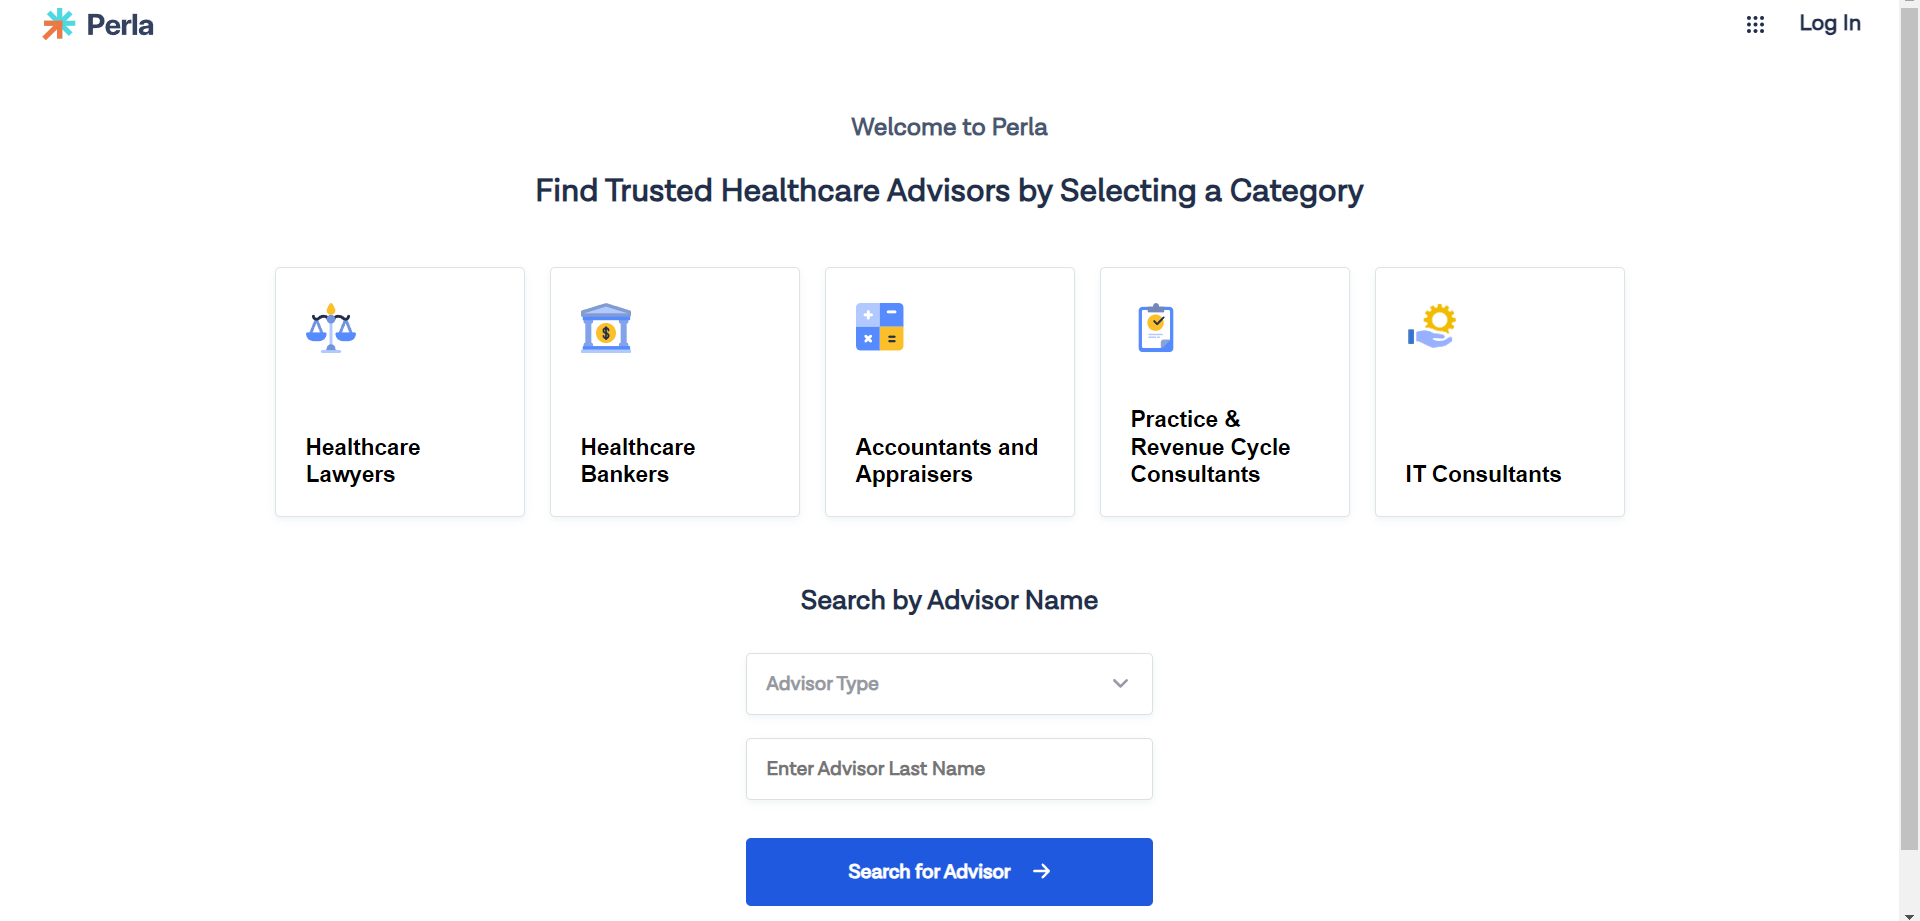 Perla
Log In
Welcome to Perla
Find Trusted Healthcare Advisors by Selecting a Category
Healthcare
Lawyers
Healthcare
Bankers
Accountants and
Appraisers
Practice &
Revenue Cycle
Consultants
IT Consultants
Search by Advisor Name
Advisor Type
Enter Advisor Last Name
Search for Advisor